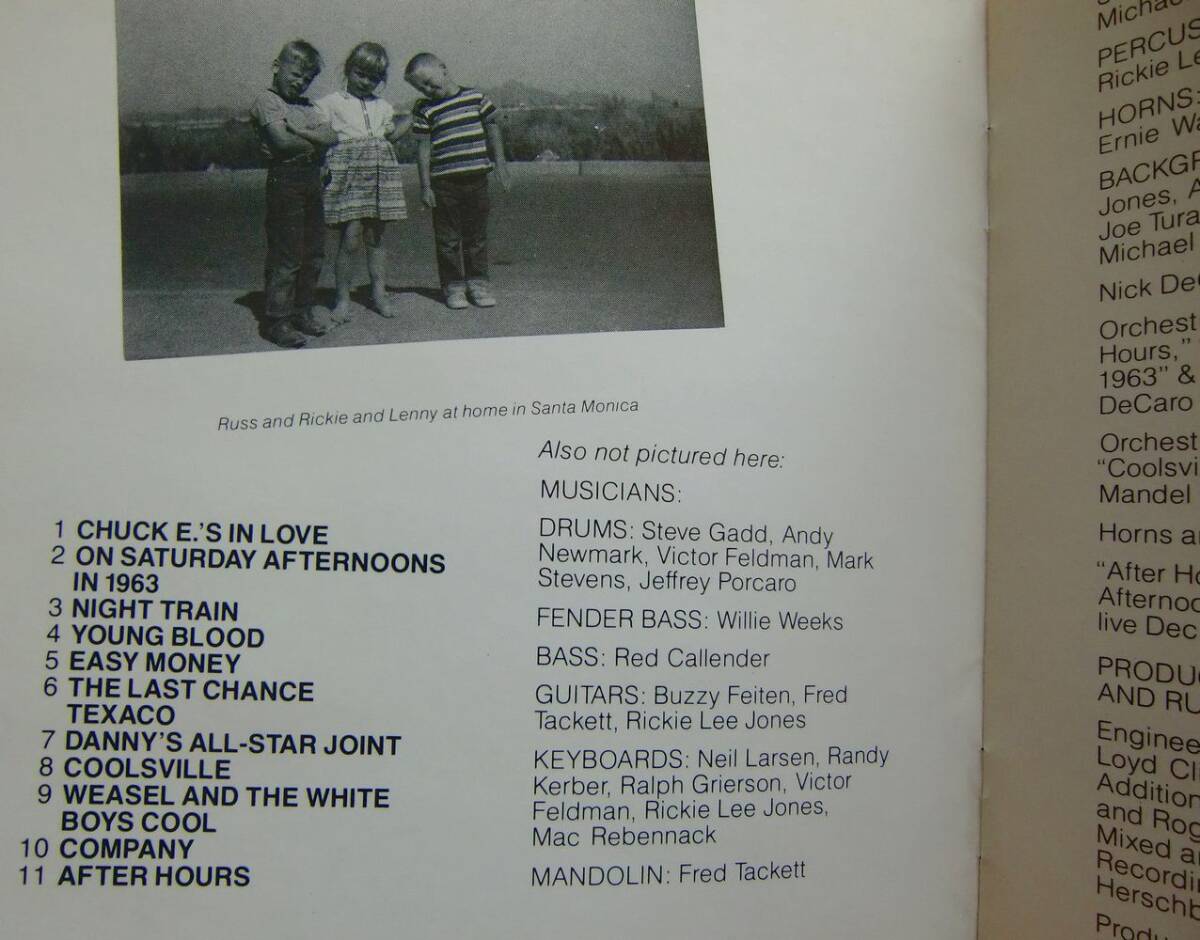 Russ and Rickie and Lenny at home in Santa Monica
1 CHUCK E.'S IN LOVE
2 ON SATURDAY AFTERNOONS
IN 1963
3 NIGHT TRAIN
4 YOUNG BLOOD
5 EASY MONEY
6 THE LAST CHANCE
TEXACO
7 DANNY'S ALL-STAR JOINT
8 COOLSVILLE
9 WEASEL AND THE WHITE
BOYS COOL
10 COMPANY
11 AFTER HOURS
Also not pictured here:
MUSICIANS:
DRUMS: Steve Gadd, Andy
Newmark, Victor Feldman, Mark
Stevens, Jeffrey Porcaro
FENDER BASS: Willie Weeks
BASS: Red Callender
GUITARS: Buzzy Feiten, Fred
Tackett, Rickie Lee Jones
KEYBOARDS: Neil Larsen, Randy
Kerber, Ralph Grierson, Victor
Feldman, Rickie Lee Jones,
Mac Rebennack
MANDOLIN: Fred Tackett
Michae
PERCUS
Rickie Le
HORNS:
Ernie Wa
BACKGR
Jones, A
Joe Tura
Michael
Nick De
Orchest
Hours,"
1963" &
DeCaro
Orchest
"Coolsvi
Mandel
Horns a
"After Ho
Afternoo
live Dec
PRODU
AND RU
Enginee
Loyd Cli
Addition
and Rog
Mixed a
Recordin
Herschb
Produ